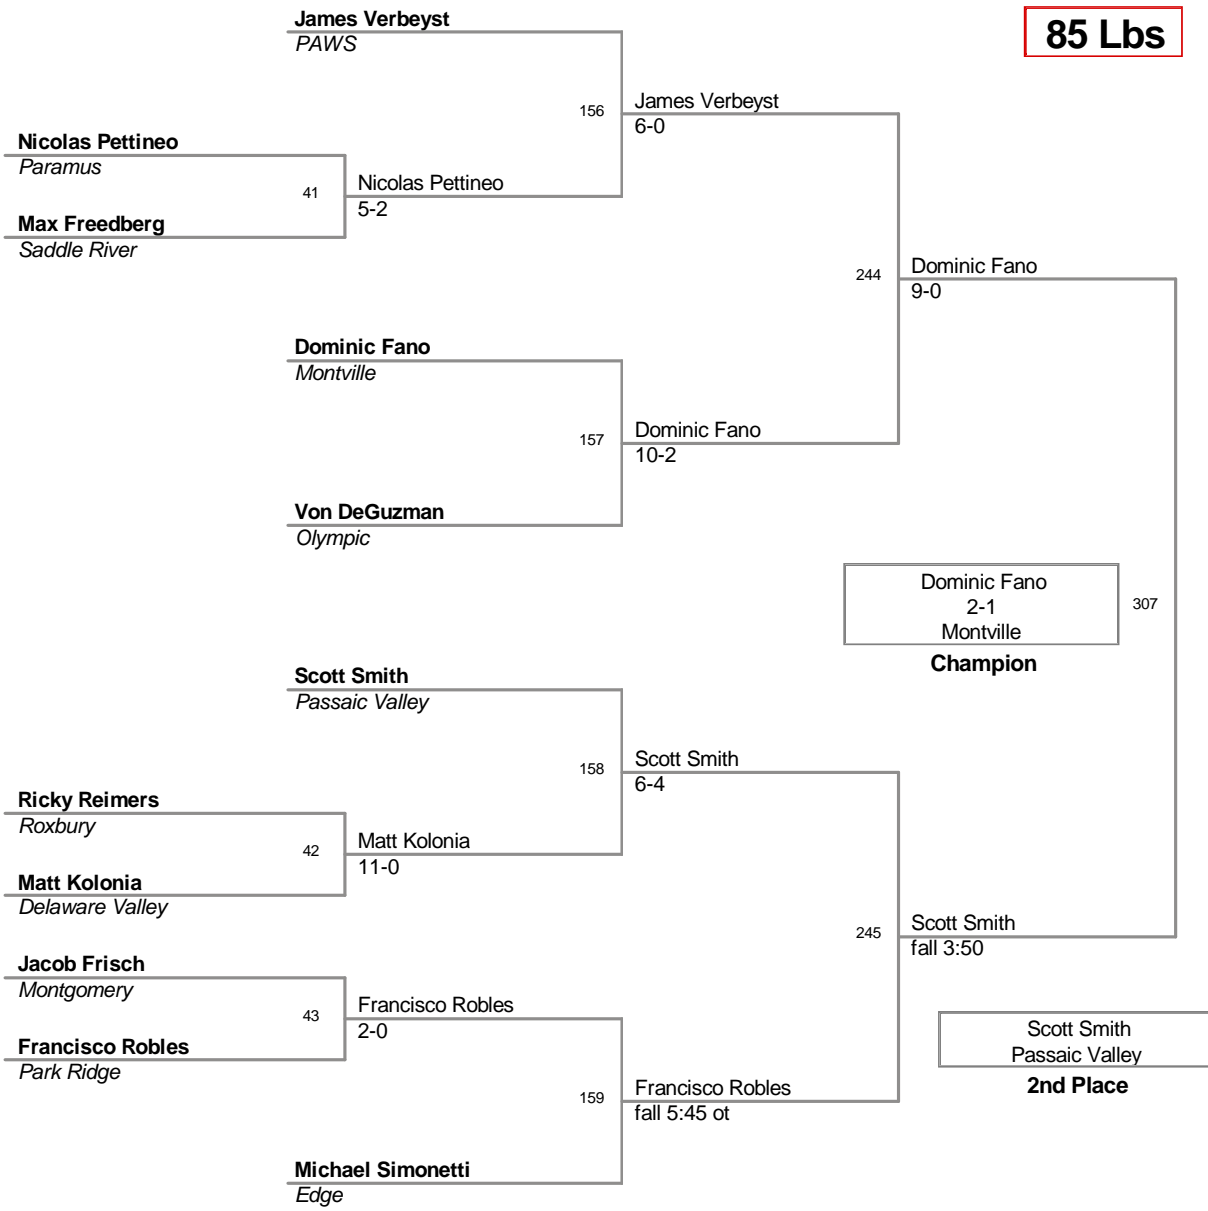 James Verbeyst
PAWS
85 Lbs
156
James Verbeyst
6-0
Nicolas Pettineo
Paramus
41
Nicolas Pettineo
5-2
Max Freedberg
Saddle River
244
Dominic Fano
9-0
Dominic Fano
Montville
157
Dominic Fano
10-2
Von DeGuzman
Olympic
Dominic Fano
2-1
Montville
307
Champion
Scott Smith
Passaic Valley
158
Scott Smith
6-4
Ricky Reimers
Roxbury
42
Matt Kolonia
11-0
Matt Kolonia
Delaware Valley
245
Scott Smith
fall 3:50
Jacob Frisch
Montgomery
43
Francisco Robles
2-0
Francisco Robles
Park Ridge
Scott Smith
Passaic Valley
2nd Place
159
Francisco Robles
fall 5:45 ot
Michael Simonetti
Edge